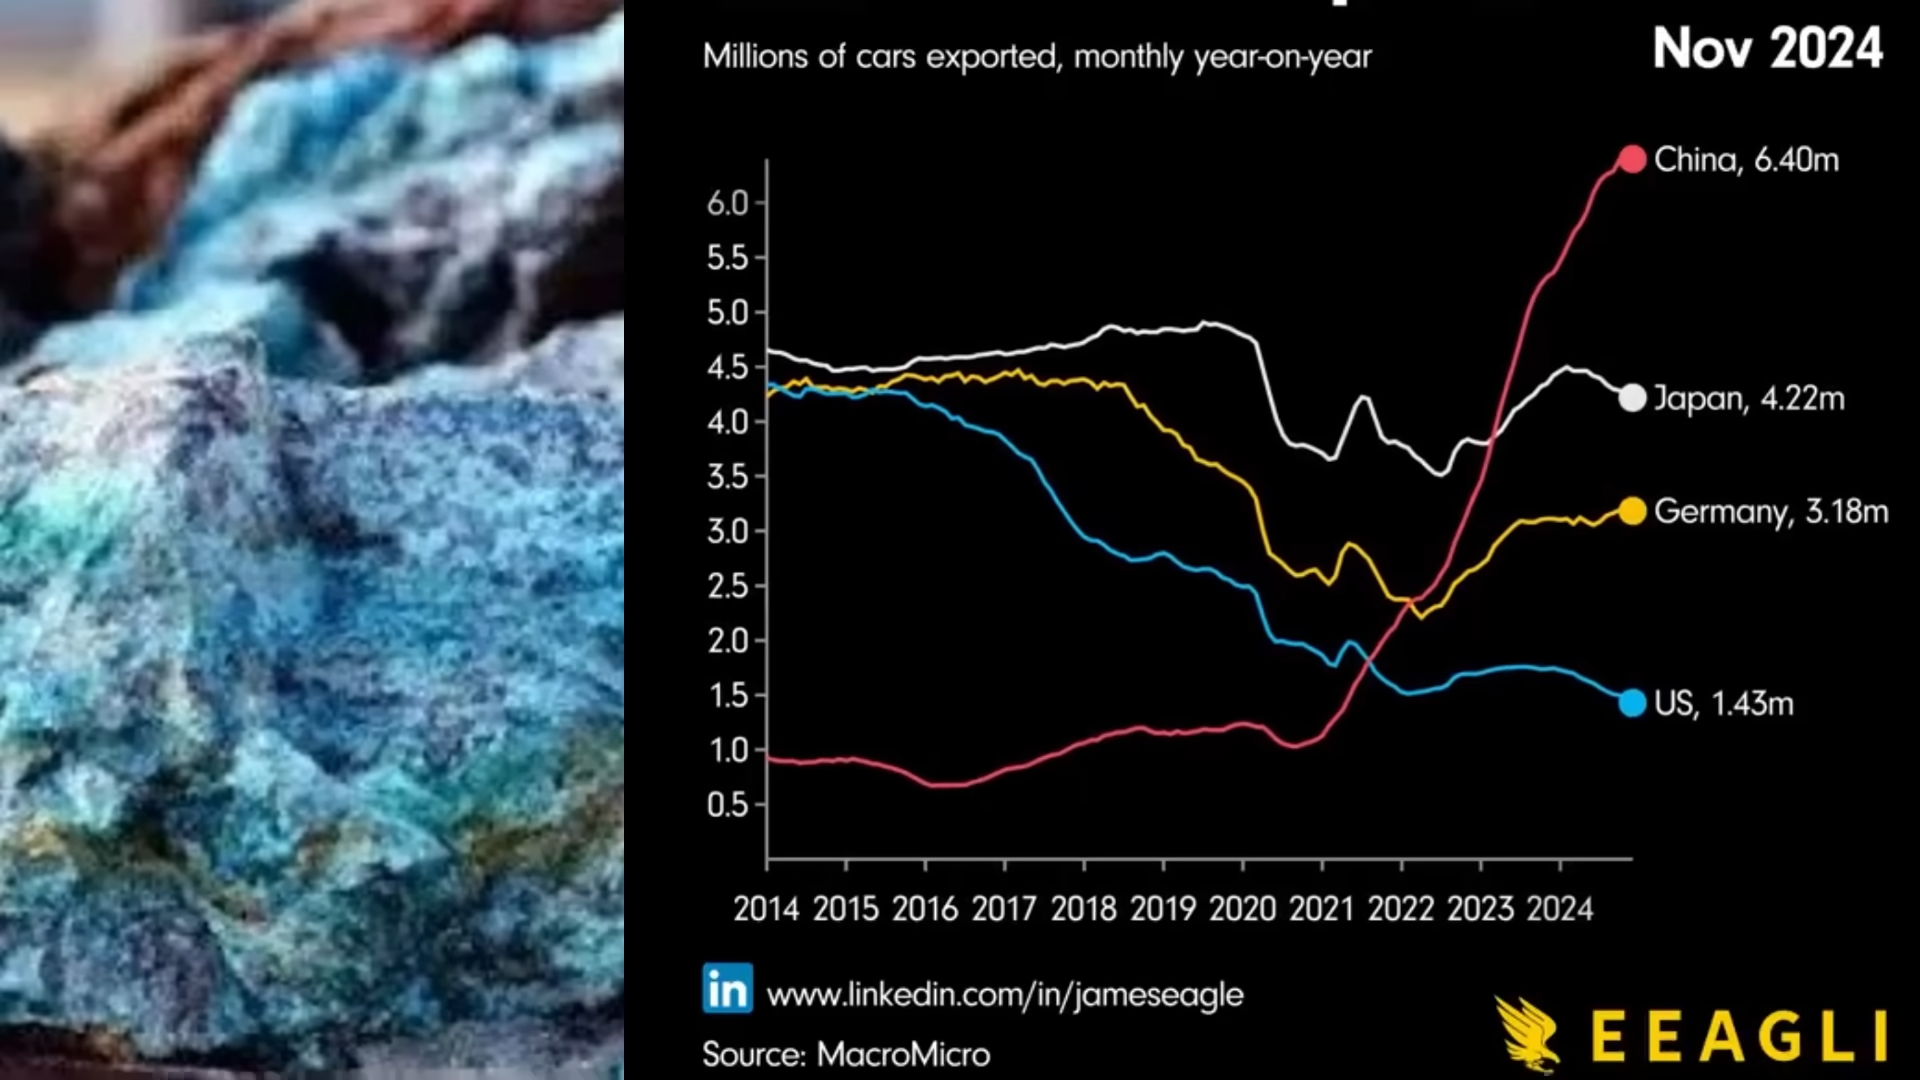 Millions of cars exported, monthly year-on-year
Nov 2024
China, 6.40m
6.0
5.5
5.0
4.5
Japan, 4.22m
4.0
3.5
Germany, 3.18m
3.0
2.5
2.0
1.5
US, 1.43m
1.0
0.5
2014 2015 2016 2017 2018 2019 2020 2021 2022 2023 2024
in www.linkedin.com/in/jameseagle
Source: MacroMicro
EEAGLI